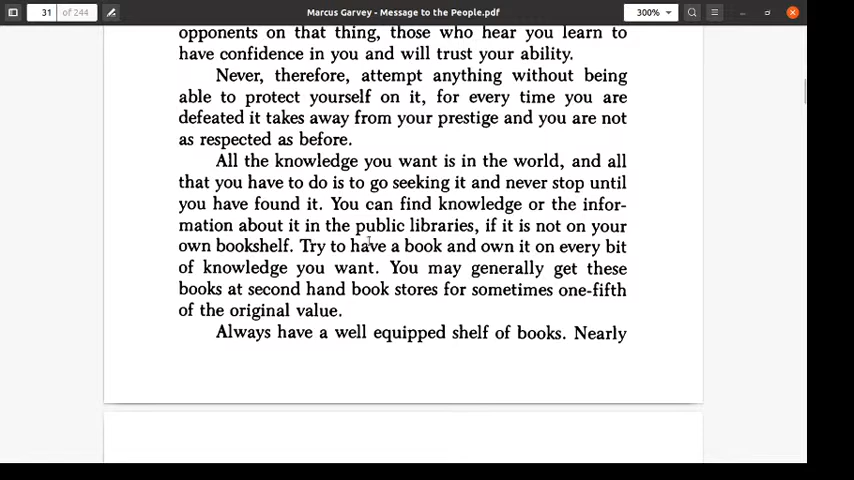 31 of 244
Marcus Garvey - Message to the People.pdf
300%
opponents on that thing, those who hear you learn to
have confidence in you and will trust your ability.
Never, therefore, attempt anything without being
able to protect yourself on it, for every time you are
defeated it takes away from your prestige and you are not
as respected as before.
All the knowledge you want is in the world, and all
that you have to do is to go seeking it and never stop until
you have found it. You can find knowledge or the infor-
mation about it in the public libraries, if it is not on your
own bookshelf. Try to have a book and own it on every bit
of knowledge you want. You may generally get these
books at second hand book stores for sometimes one-fifth
of the original value.
Always have a well equipped shelf of books. Nearly